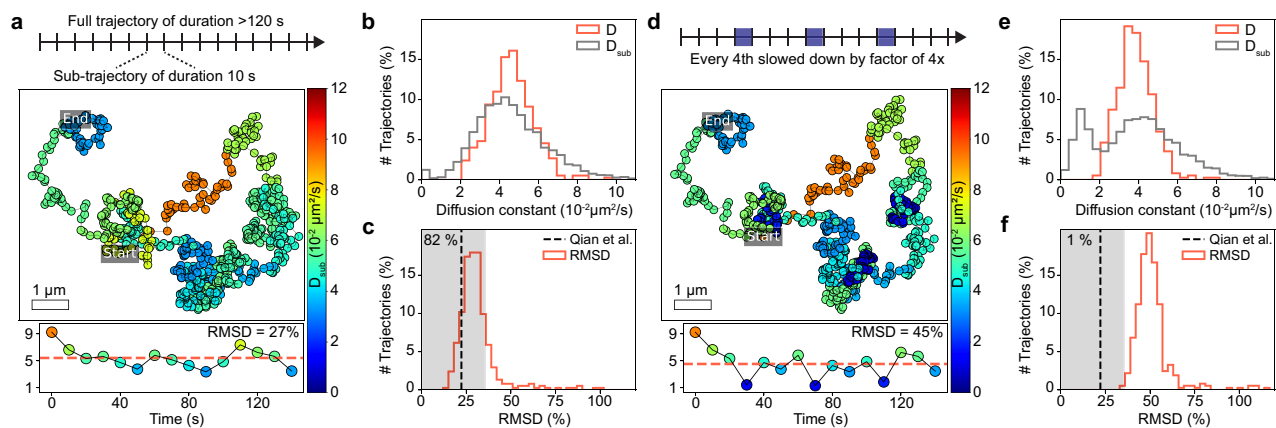 a
Full trajectory of duration >120 s
Sub-trajectory of duration 10 s
End
Start
1 µm
12
10
8
6
4
2
0
D_sub (10⁻² µm²/s)
RMSD = 27%
9
5
1
0 40 80 120
Time (s)
b
D
D_sub
15
10
5
0
# Trajectories (%)
0 2 4 6 8 10
Diffusion constant (10⁻²µm²/s)
c
82 %
Qian et al.
RMSD
15
10
5
0
# Trajectories (%)
0 25 50 75 100
RMSD (%)
d
Every 4th slowed down by factor of 4x
End
Start
1 µm
12
10
8
6
4
2
0
D_sub (10⁻² µm²/s)
RMSD = 45%
9
5
1
0 40 80 120
Time (s)
e
D
D_sub
15
10
5
0
# Trajectories (%)
0 2 4 6 8 10
Diffusion constant (10⁻²µm²/s)
f
1 %
Qian et al.
RMSD
15
10
5
0
# Trajectories (%)
0 25 50 75 100
RMSD (%)